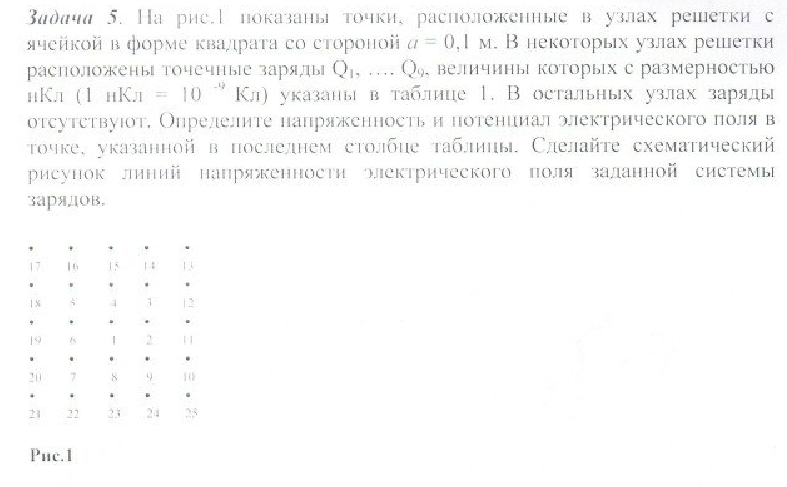 Задача 5. На рис.1 показаны точки, расположенные в узлах решетки с
ячейкой в форме квадрата со стороной a = 0,1 м. В некоторых узлах решетки
расположены точечные заряды Q₁, .... Q₉, величины которых с размерностью
нКл (1 нКл = 10 ⁻⁹ Кл) указаны в таблице 1. В остальных узлах заряды
отсутствуют. Определите напряженность и потенциал электрического поля в
точке, указанной в последнем столбце таблицы. Сделайте схематический
рисунок линий напряженности электрического поля заданной системы
зарядов.
17 16 15 14 13
18 5 4 3 12
19 6 1 2 11
20 7 8 9 10
21 22 23 24 25
Рис.1